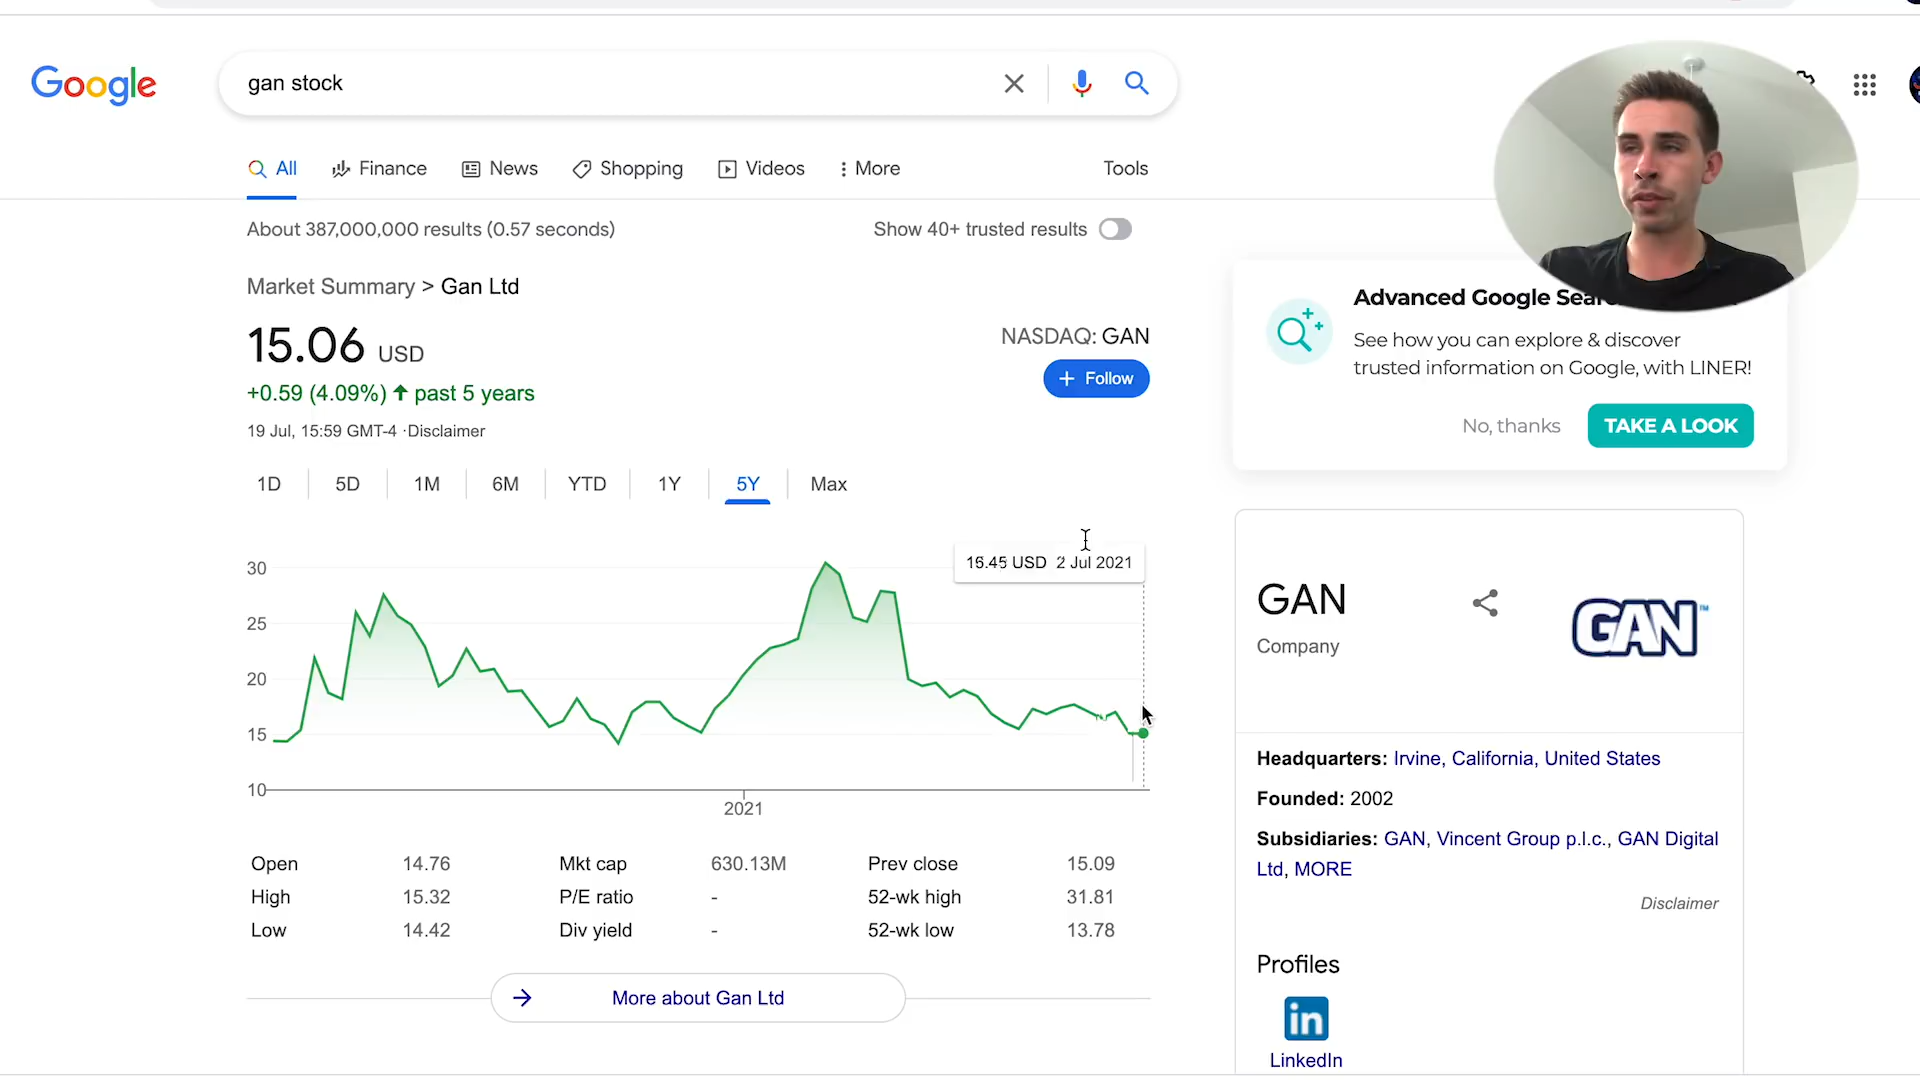 Google
gan stock
All
Finance
News
Shopping
Videos
More
Tools
About 387,000,000 results (0.57 seconds)
Show 40+ trusted results
Market Summary > Gan Ltd
15.06 USD
+0.59 (4.09%) past 5 years
19 Jul, 15:59 GMT-4 ·Disclaimer
NASDAQ: GAN
+ Follow
1D
5D
1M
6M
YTD
1Y
5Y
Max
USD Jul 2021
30
25
20
15
10
2021
Open 14.76
High 15.32
Low 14.42
Mkt cap 630.13M
P/E ratio -
Div yield -
Prev close 15.09
52-wk high 31.81
52-wk low 13.78
More about Gan Ltd
Advanced Google
See how you can explore & discover
trusted information on Google, with LINER!
No, thanks
TAKE A LOOK
GAN
Company
GAN™
Headquarters: Irvine, California, United States
Founded: 2002
Subsidiaries: GAN, Vincent Group p.l.c., GAN Digital
Ltd, MORE
Disclaimer
Profiles
in
LinkedIn